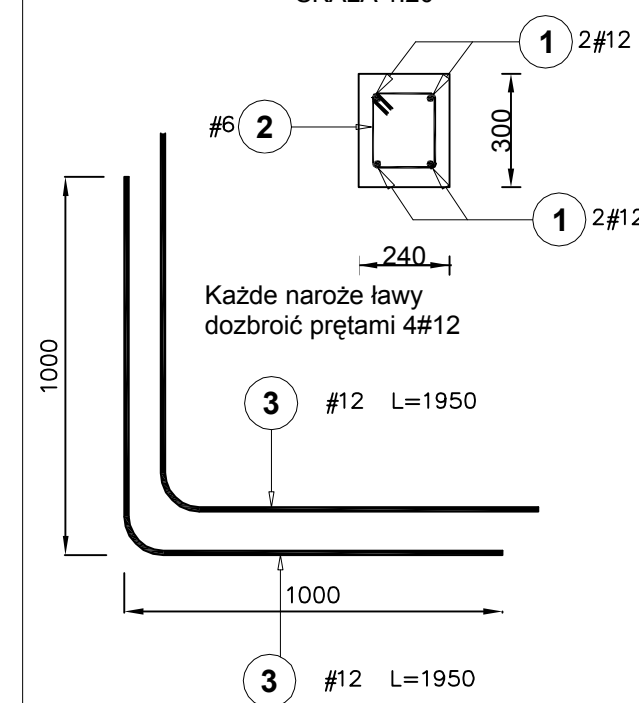 SKALA 1:20
1 2#12
#6 2
300
1 2#12
240
Każde naroże ławy
dozbroić prętami 4#12
1000
3 #12 L=1950
1000
3 #12 L=1950